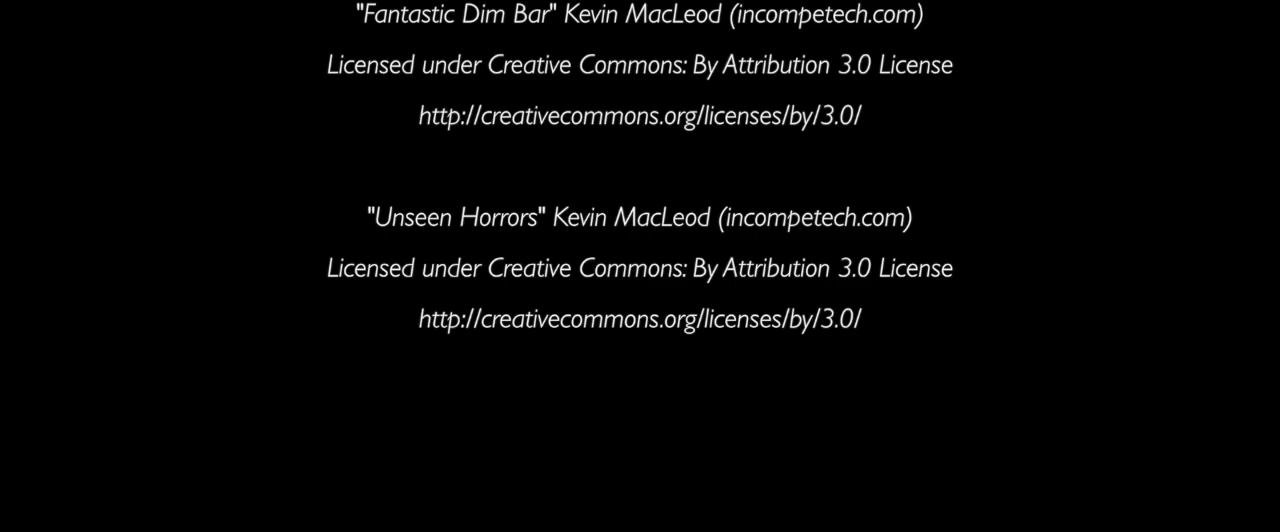 "Fantastic Dim Bar" Kevin MacLeod (incompetech.com)
Licensed under Creative Commons: By Attribution 3.0 License
http://creativecommons.org/licenses/by/3.0/
"Unseen Horrors" Kevin MacLeod (incompetech.com)
Licensed under Creative Commons: By Attribution 3.0 License
http://creativecommons.org/licenses/by/3.0/